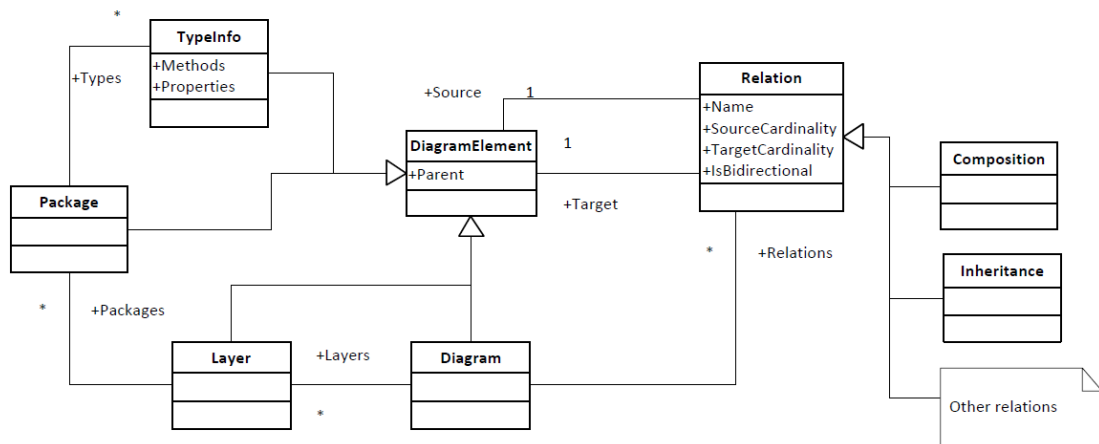 *
TypeInfo
+Methods
+Properties
+Types
Package
*
+Packages
Layer
+Layers
*
Diagram
DiagramElement
+Parent
+Source
1
1
+Target
Relation
+Name
+SourceCardinality
+TargetCardinality
+IsBidirectional
*
+Relations
Composition
Inheritance
Other relations